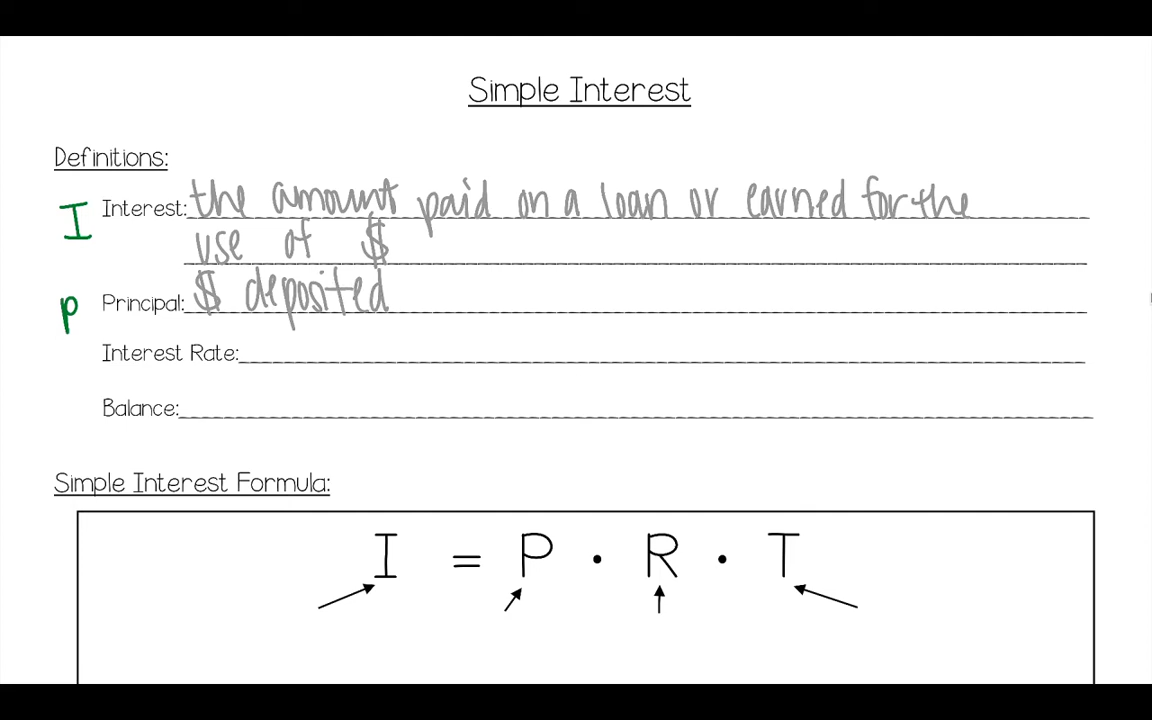 Simple Interest
Definitions:
I Interest: the amount paid on a loan or earned for the
use of $
P Principal: $ deposited
Interest Rate:
Balance:
Simple Interest Formula:
I = P · R · T